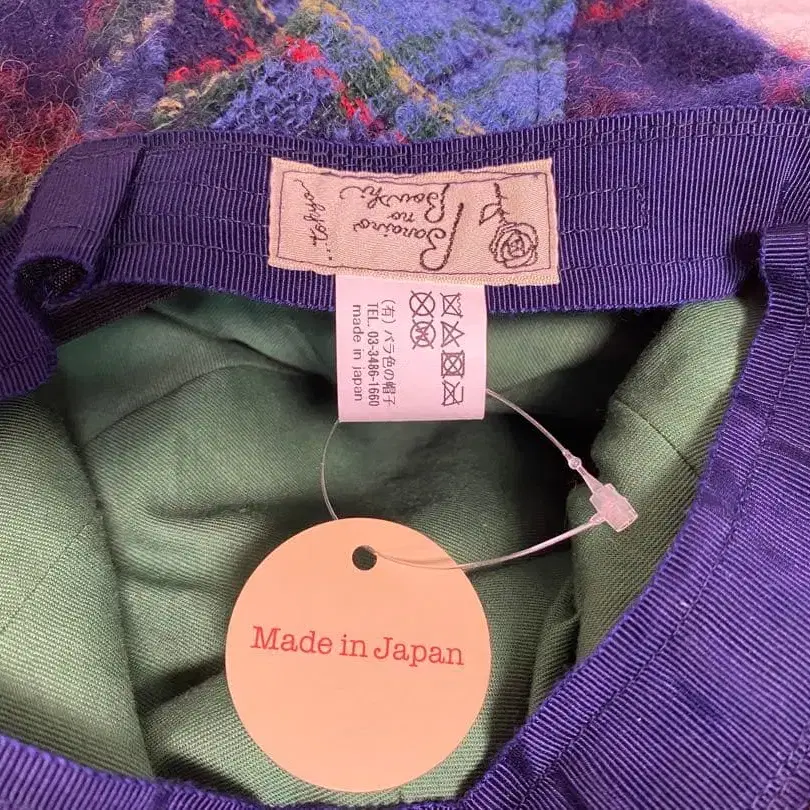 Barairo
no
Boushi
Tokyo
(有) バラ色の帽子
TEL. 03-3486-1660
made in japan
Made in Japan